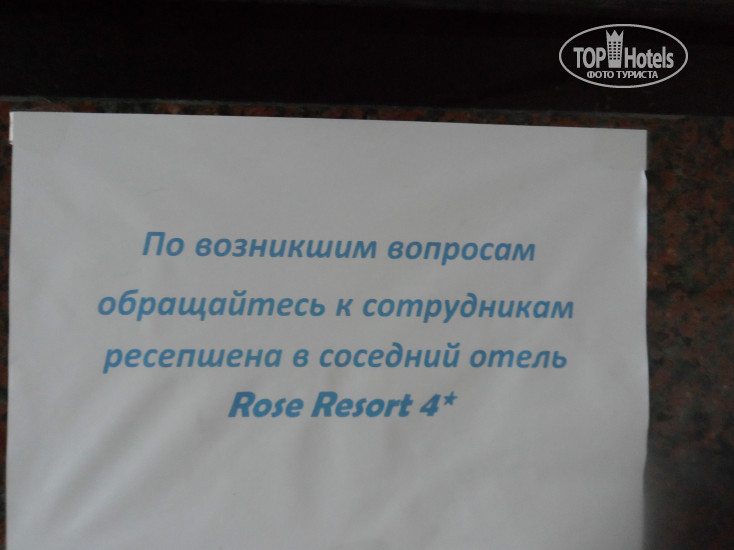 TOP Hotels
ФОТО ТУРИСТА
По возникшим вопросам
обращайтесь к сотрудникам
ресепшена в соседний отель
Rose Resort 4*